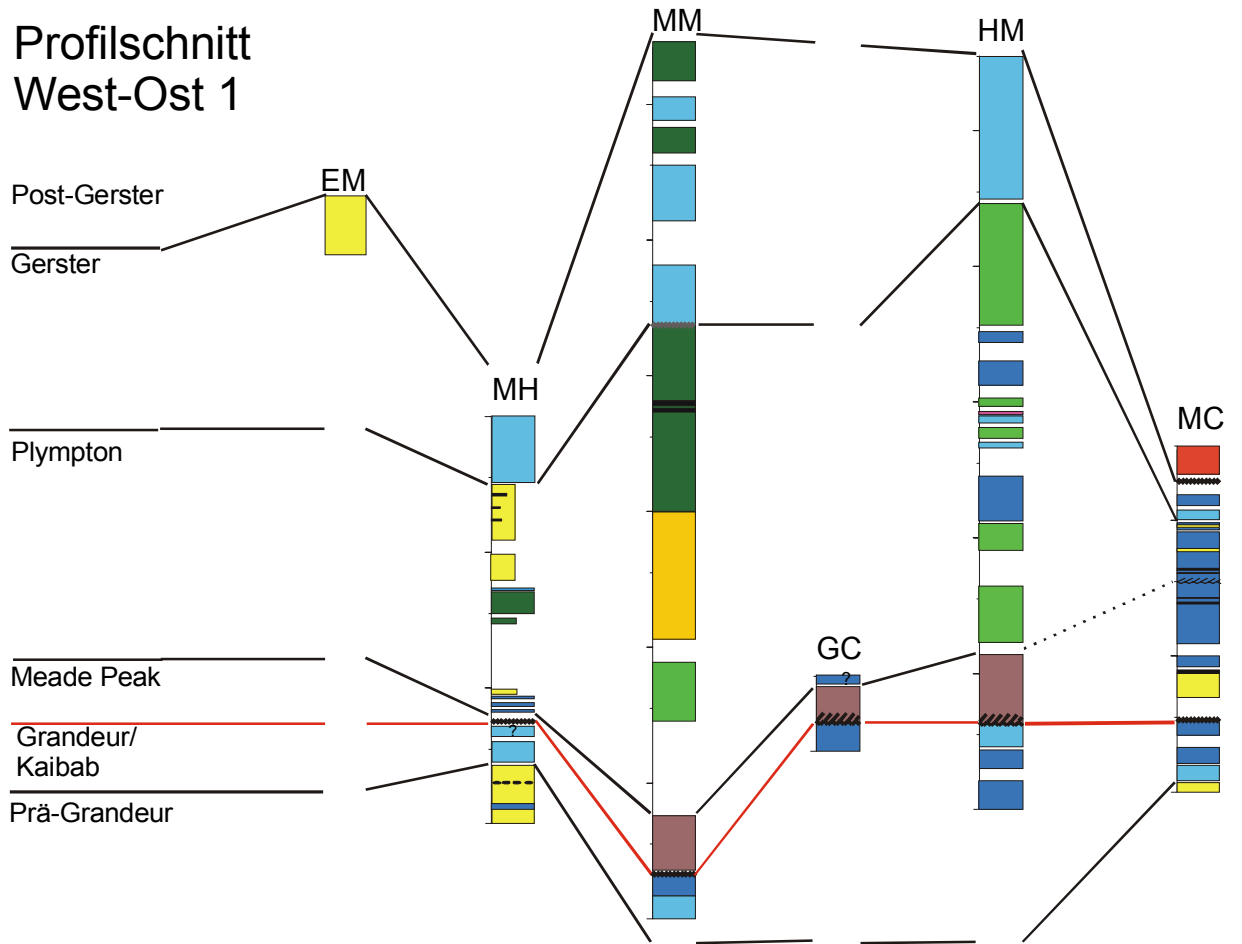 Profilschnitt
West-Ost 1
MM
HM
EM
Post-Gerster
Gerster
MH
MC
Plympton
GC
?
Meade Peak
?
Grandeur/
Kaibab
Prä-Grandeur